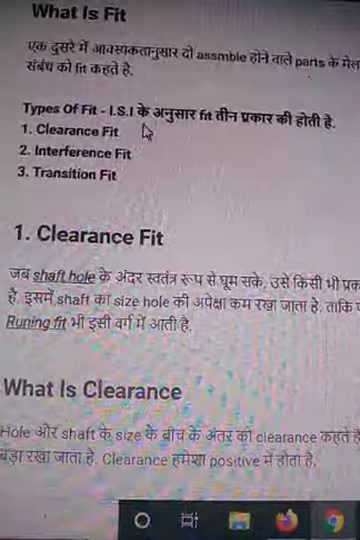 What Is Fit
एक दुसरे में आवश्यकतानुसार दो assmble होने वाले parts के मेल
संबंध को fit कहते है.
Types Of Fit - I.S.I के अनुसार fit तीन प्रकार की होती है.
1. Clearance Fit
2. Interference Fit
3. Transition Fit
1. Clearance Fit
जब shaft hole के अंदर स्वतंत्र रूप से घूम सके, उसे किसी भी
है. इसमें shaft का size hole की अपेक्षा कम रखा जाता है. ताकि
Runing fit भी इसी वर्ग में आती है.
What Is Clearance
Hole और shaft के size के बीच के अंतर को clearance कहते
बड़ा रखा जाता है. Clearance हमेशा positive में होता है.